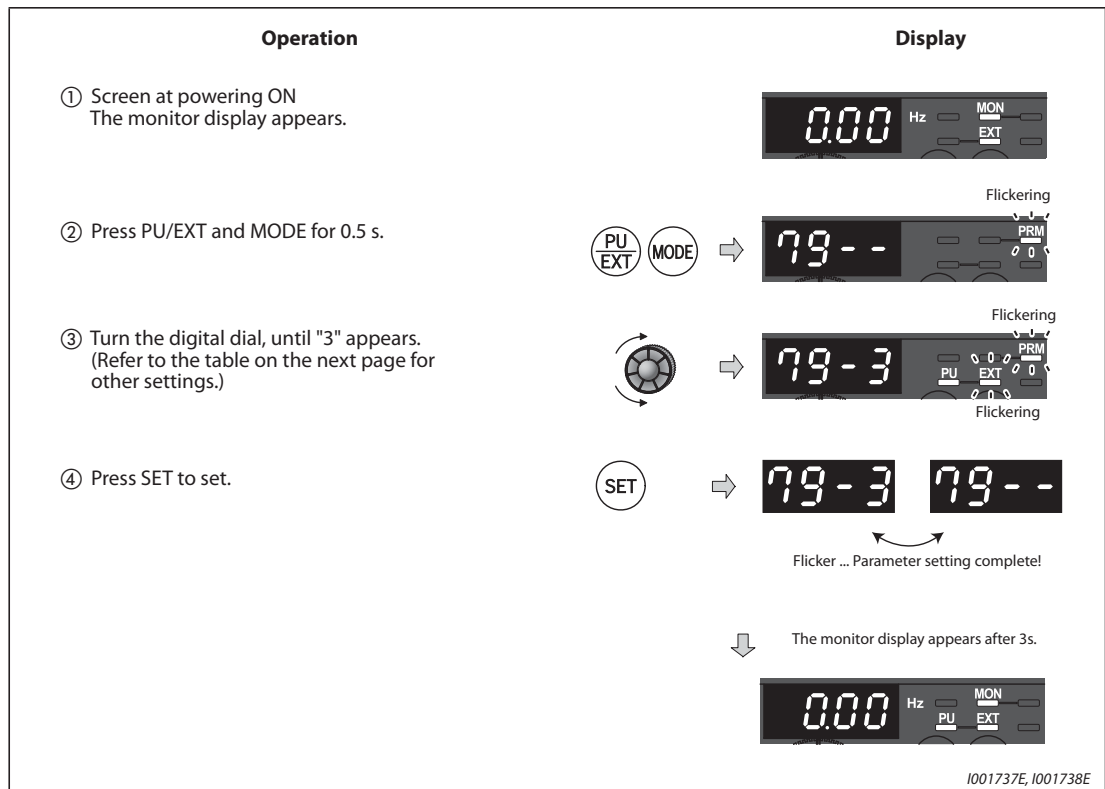 Operation
Display
① Screen at powering ON
The monitor display appears.
0.00 Hz MON
EXT
② Press PU/EXT and MODE for 0.5 s.
PU
EXT
MODE
Flickering
79-- PRM
③ Turn the digital dial, until "3" appears.
(Refer to the table on the next page for
other settings.)
Flickering
79-3 PRM
PU EXT
Flickering
④ Press SET to set.
SET
79-3 79--
Flicker ... Parameter setting complete!
The monitor display appears after 3s.
0.00 Hz MON
PU EXT
I001737E, I001738E